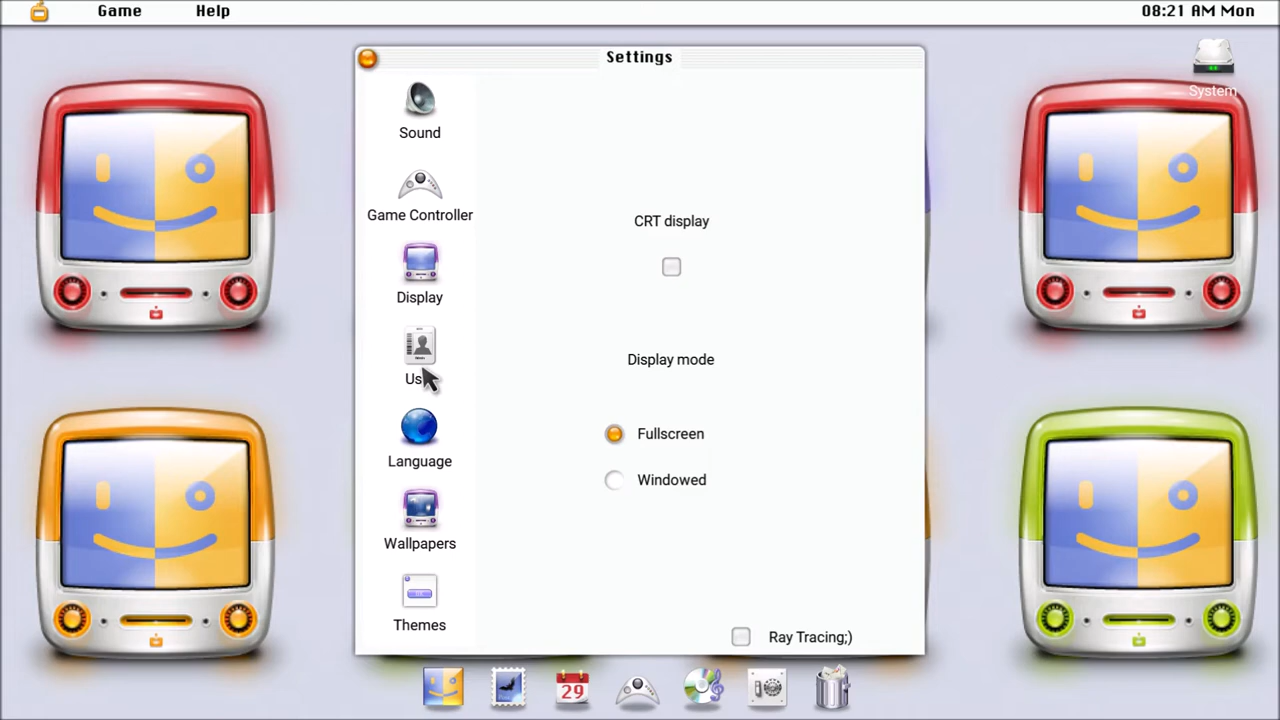 Game Help 08:21 AM Mon
Settings
System
Sound
Game Controller
Display
Language
Wallpapers
Themes
CRT display
Display mode
Fullscreen
Windowed
Ray Tracing;)
29